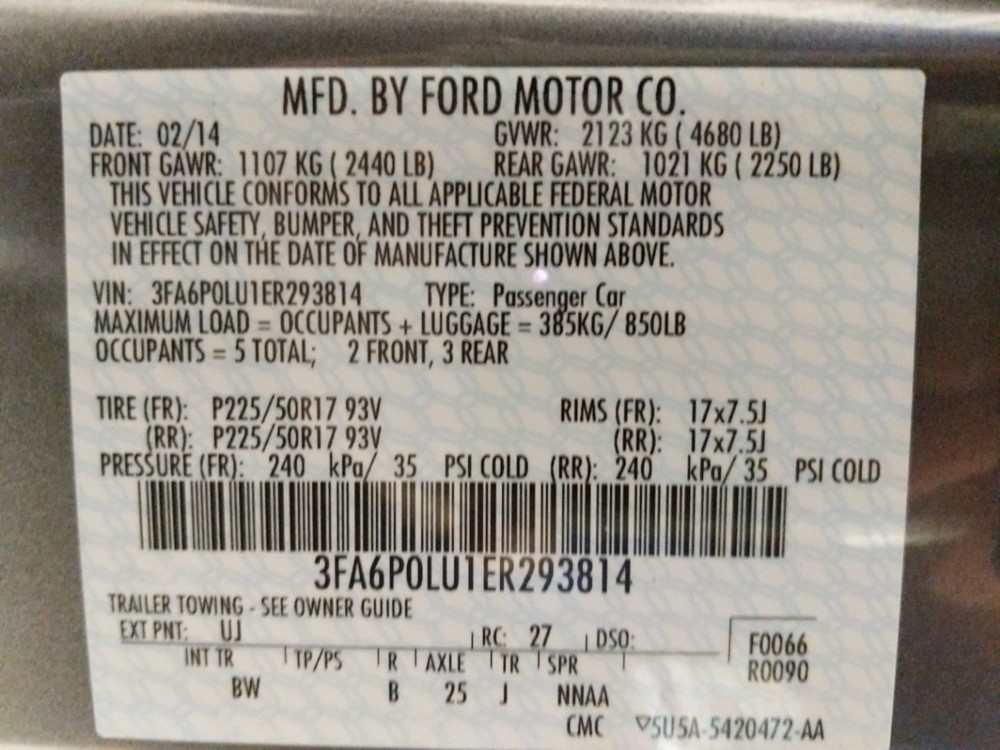 MFD. BY FORD MOTOR CO.
DATE: 02/14 GVWR: 2123 KG ( 4680 LB)
FRONT GAWR: 1107 KG ( 2440 LB) REAR GAWR: 1021 KG ( 2250 LB)
THIS VEHICLE CONFORMS TO ALL APPLICABLE FEDERAL MOTOR
VEHICLE SAFETY, BUMPER, AND THEFT PREVENTION STANDARDS
IN EFFECT ON THE DATE OF MANUFACTURE SHOWN ABOVE.
VIN: 3FA6P0LU1ER293814 TYPE: Passenger Car
MAXIMUM LOAD = OCCUPANTS + LUGGAGE = 385KG/ 850LB
OCCUPANTS = 5 TOTAL; 2 FRONT, 3 REAR
TIRE (FR): P225/50R17 93V RIMS (FR): 17x7.5J
(RR): P225/50R17 93V (RR): 17x7.5J
PRESSURE (FR): 240 kPa/ 35 PSI COLD (RR): 240 kPa/ 35 PSI COLD
3FA6P0LU1ER293814
TRAILER TOWING - SEE OWNER GUIDE
EXT PNT: UJ RC: 27 DSO: F0066
INT TR TP/PS R AXLE TR SPR R0090
BW B 25 J NNAA
CMC ▽5U5A-5420472-AA